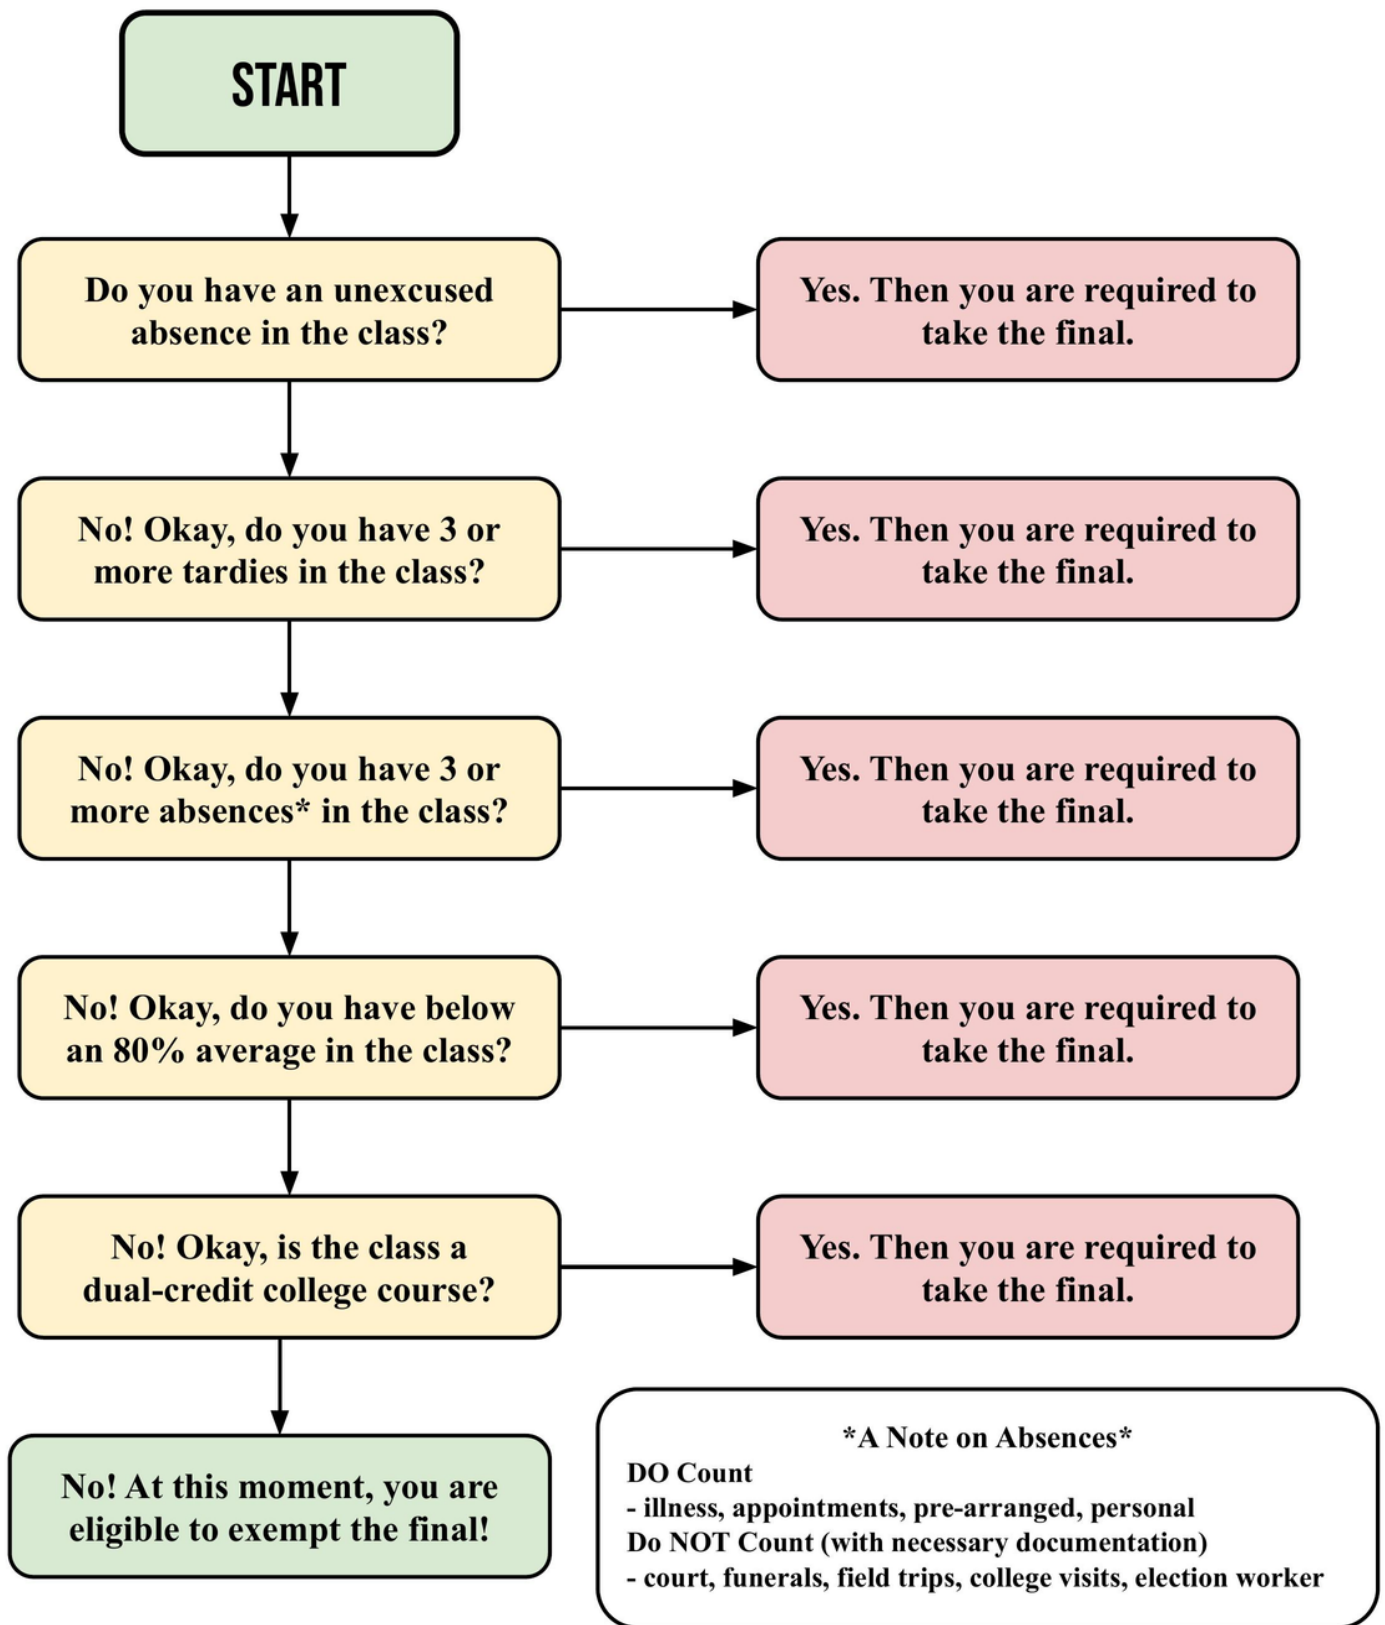 START
Do you have an unexcused
absence in the class?
Yes. Then you are required to
take the final.
No! Okay, do you have 3 or
more tardies in the class?
Yes. Then you are required to
take the final.
No! Okay, do you have 3 or
more absences* in the class?
Yes. Then you are required to
take the final.
No! Okay, do you have below
an 80% average in the class?
Yes. Then you are required to
take the final.
No! Okay, is the class a
dual-credit college course?
Yes. Then you are required to
take the final.
No! At this moment, you are
eligible to exempt the final!
*A Note on Absences*
DO Count
- illness, appointments, pre-arranged, personal
Do NOT Count (with necessary documentation)
- court, funerals, field trips, college visits, election worker